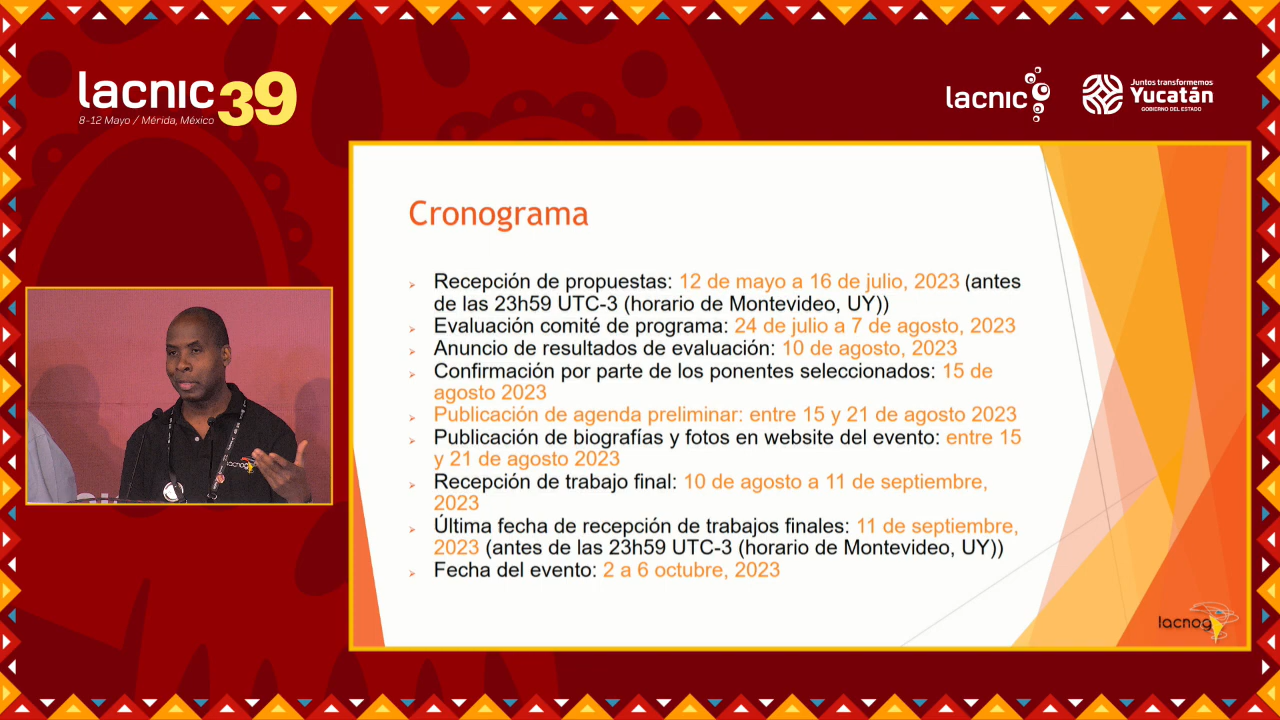 lacnic 39
8-12 Mayo / Mérida, México
lacnic
Juntos transformemos
Yucatán
GOBIERNO DEL ESTADO
Cronograma
Recepción de propuestas: 12 de mayo a 16 de julio, 2023 (antes
de las 23h59 UTC-3 (horario de Montevideo, UY))
Evaluación comité de programa: 24 de julio a 7 de agosto, 2023
Anuncio de resultados de evaluación: 10 de agosto, 2023
Confirmación por parte de los ponentes seleccionados: 15 de
agosto 2023
Publicación de agenda preliminar: entre 15 y 21 de agosto 2023
Publicación de biografías y fotos en website del evento: entre 15
y 21 de agosto 2023
Recepción de trabajo final: 10 de agosto a 11 de septiembre,
2023
Última fecha de recepción de trabajos finales: 11 de septiembre,
2023 (antes de las 23h59 UTC-3 (horario de Montevideo, UY))
Fecha del evento: 2 a 6 octubre, 2023
lacnog
lacnog